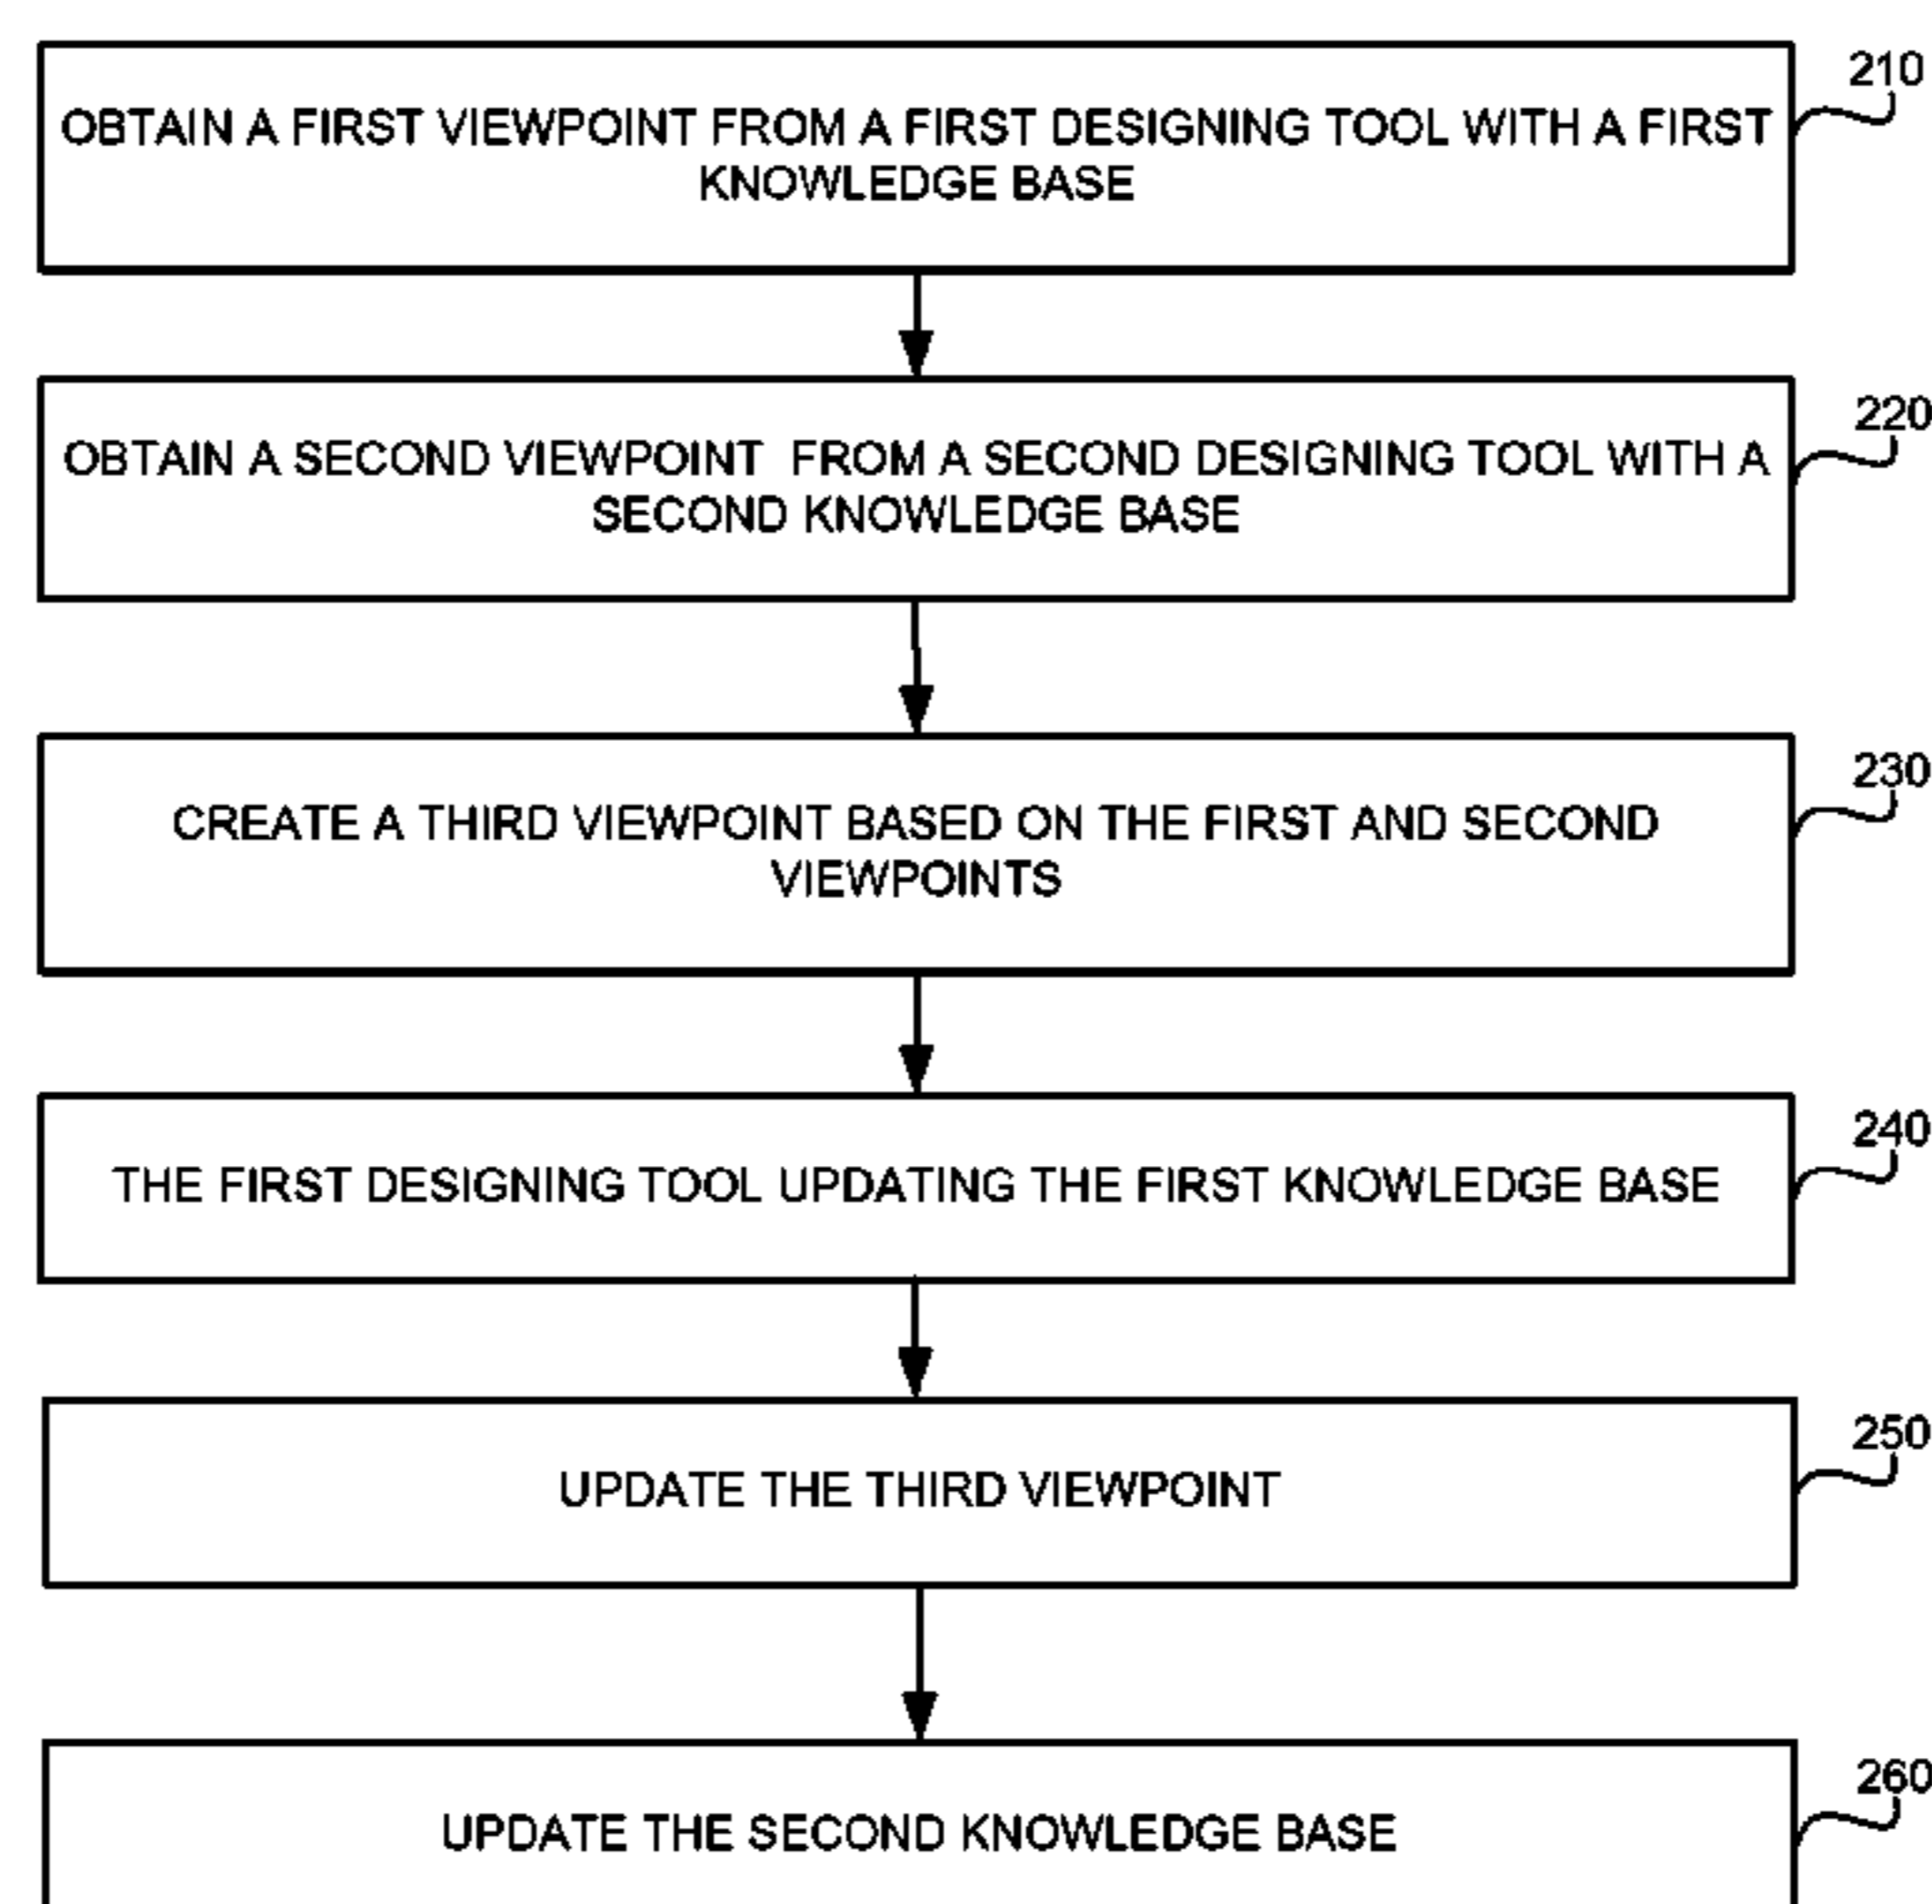 210
OBTAIN A FIRST VIEWPOINT FROM A FIRST DESIGNING TOOL WITH A FIRST
KNOWLEDGE BASE
220
OBTAIN A SECOND VIEWPOINT FROM A SECOND DESIGNING TOOL WITH A
SECOND KNOWLEDGE BASE
230
CREATE A THIRD VIEWPOINT BASED ON THE FIRST AND SECOND
VIEWPOINTS
240
THE FIRST DESIGNING TOOL UPDATING THE FIRST KNOWLEDGE BASE
250
UPDATE THE THIRD VIEWPOINT
260
UPDATE THE SECOND KNOWLEDGE BASE